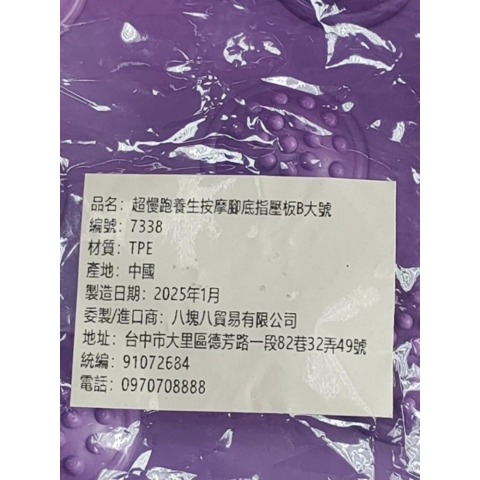 品名：超慢跑養生按摩腳底指壓板B大號
編號：7338
材質：TPE
產地：中國
製造日期：2025年1月
委製/進口商：八塊八貿易有限公司
地址：台中市大里區德芳路一段82巷32弄49號
統編：91072684
電話：0970708888